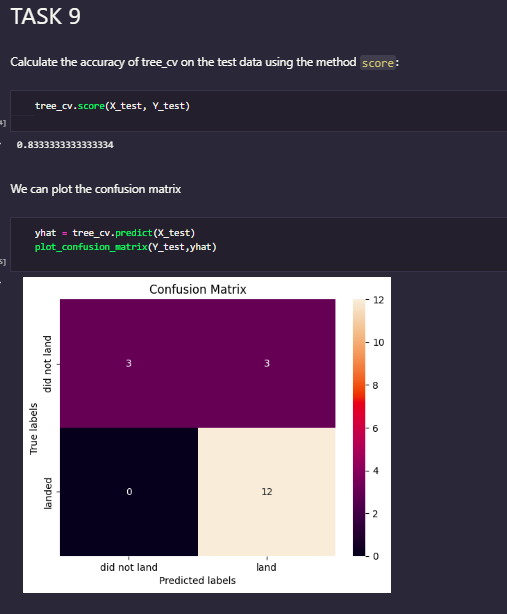 TASK 9
Calculate the accuracy of tree_cv on the test data using the method score:
tree_cv.score(X_test, Y_test)
0.8333333333333334
We can plot the confusion matrix
yhat = tree_cv.predict(X_test)
plot_confusion_matrix(Y_test,yhat)
Confusion Matrix
did not land
3
3
landed
0
12
True labels
did not land
land
Predicted labels
12
10
8
6
4
2
0